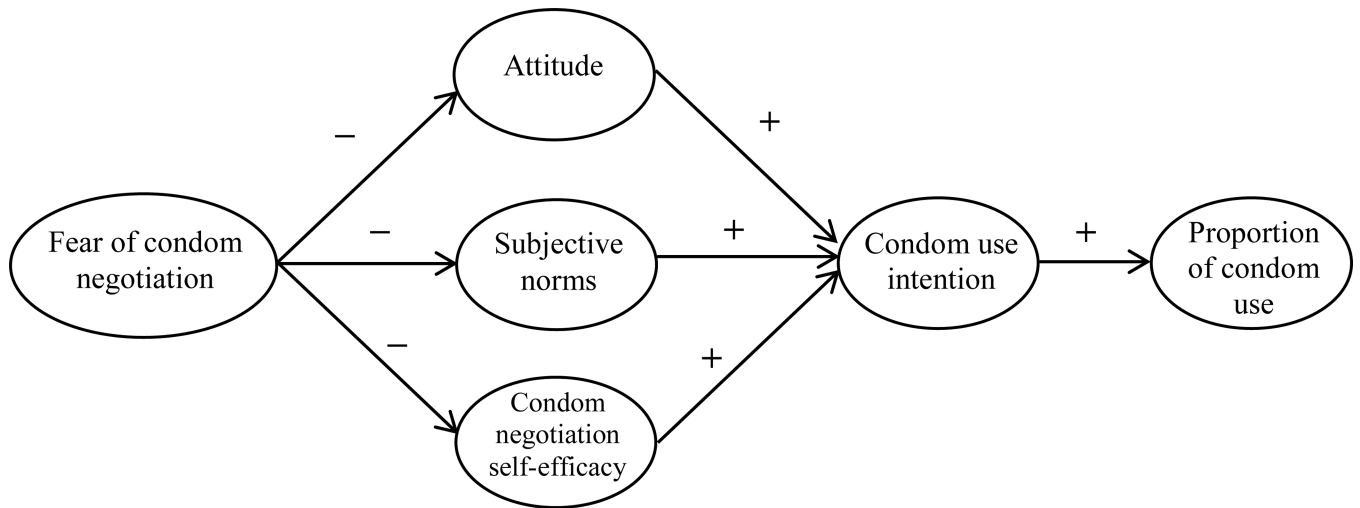 Attitude
−
+
Fear of condom
negotiation
−
Subjective
norms
+
Condom use
intention
+
Proportion
of condom
use
−
+
Condom
negotiation
self-efficacy